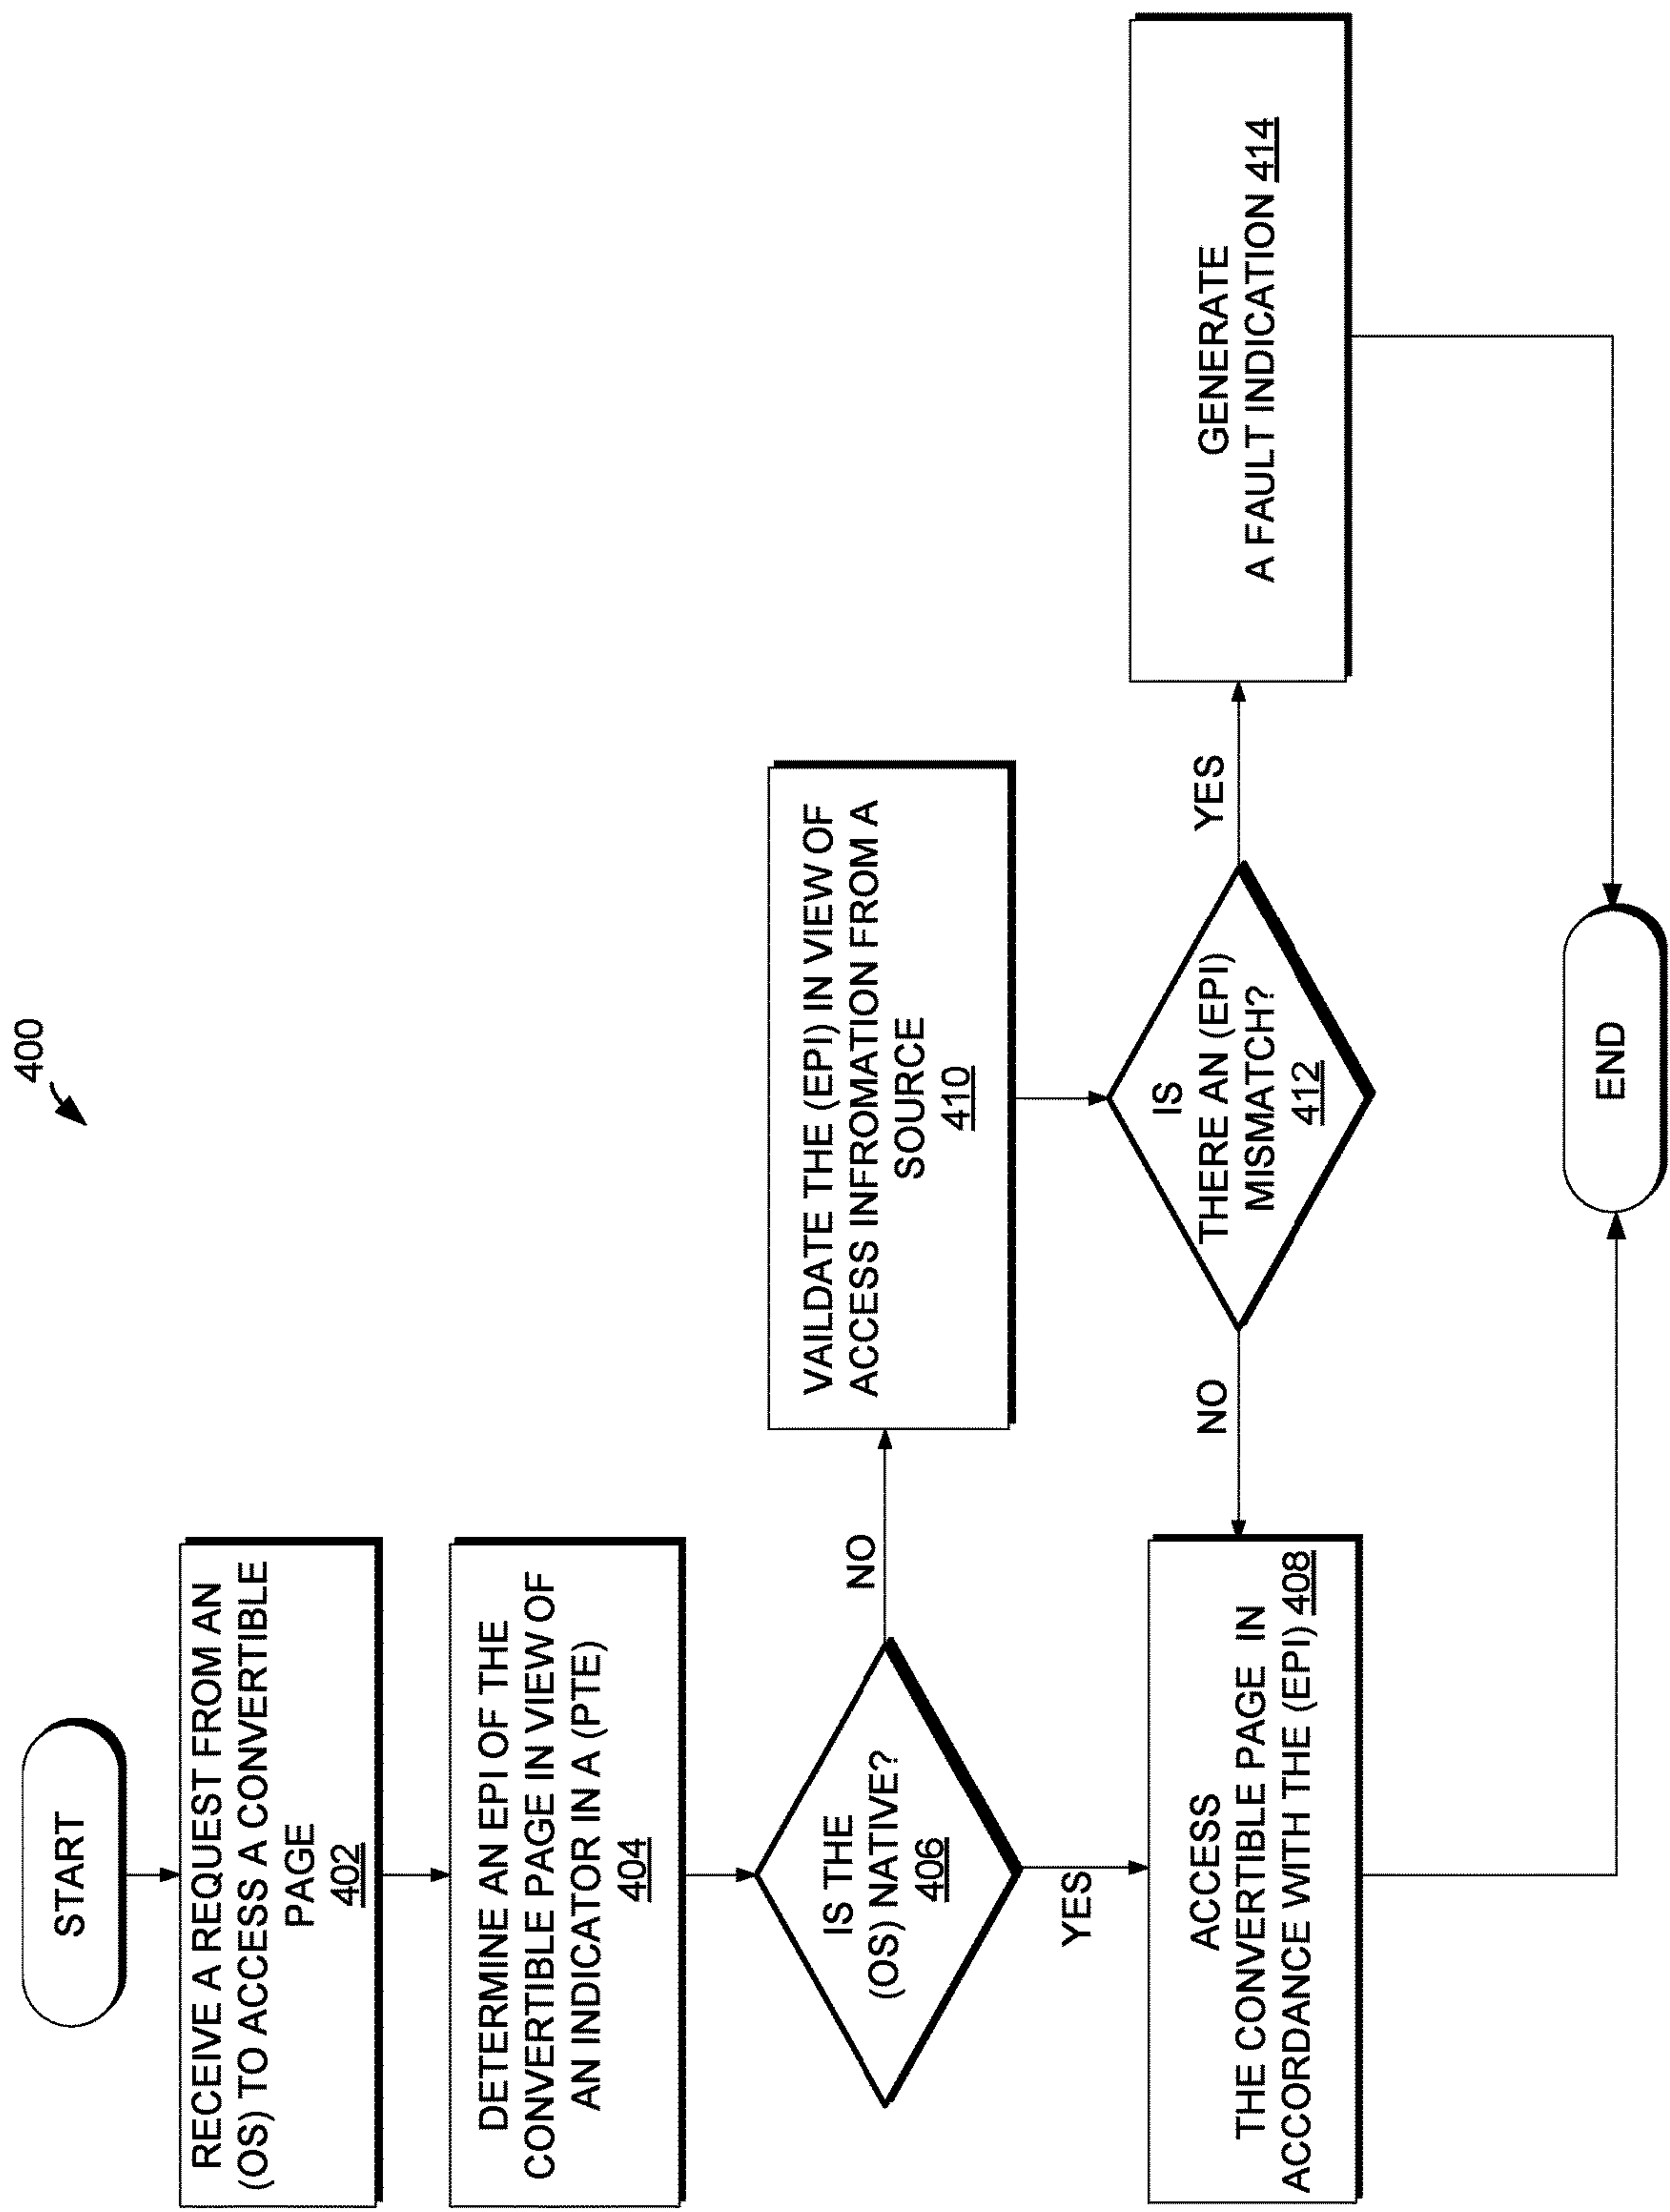 400
START
RECEIVE A REQUEST FROM AN
(OS) TO ACCESS A CONVERTIBLE
PAGE
402
DETERMINE AN EPI OF THE
CONVERTIBLE PAGE IN VIEW OF
AN INDICATOR IN A (PTE)
404
IS THE
(OS) NATIVE?
406
NO
YES
VAILDATE THE (EPI) IN VIEW OF
ACCESS INFROMATION FROM A
SOURCE
410
IS
THERE AN (EPI)
MISMATCH?
412
NO
YES
ACCESS
THE CONVERTIBLE PAGE IN
ACCORDANCE WITH THE (EPI) 408
GENERATE
A FAULT INDICATION 414
END